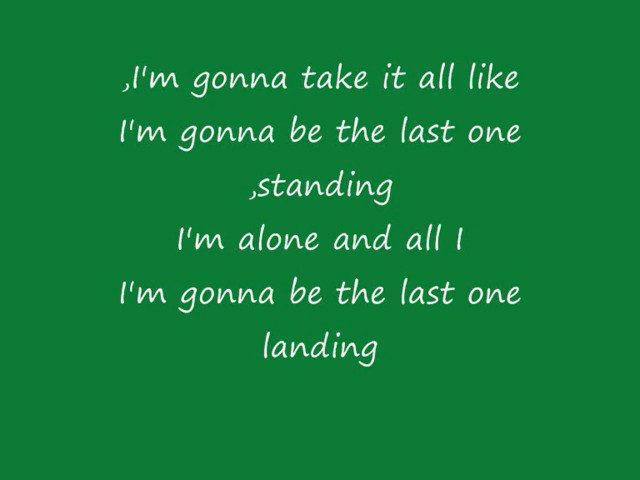 ,I'm gonna take it all like
I'm gonna be the last one
,standing
I'm alone and all I
I'm gonna be the last one
landing